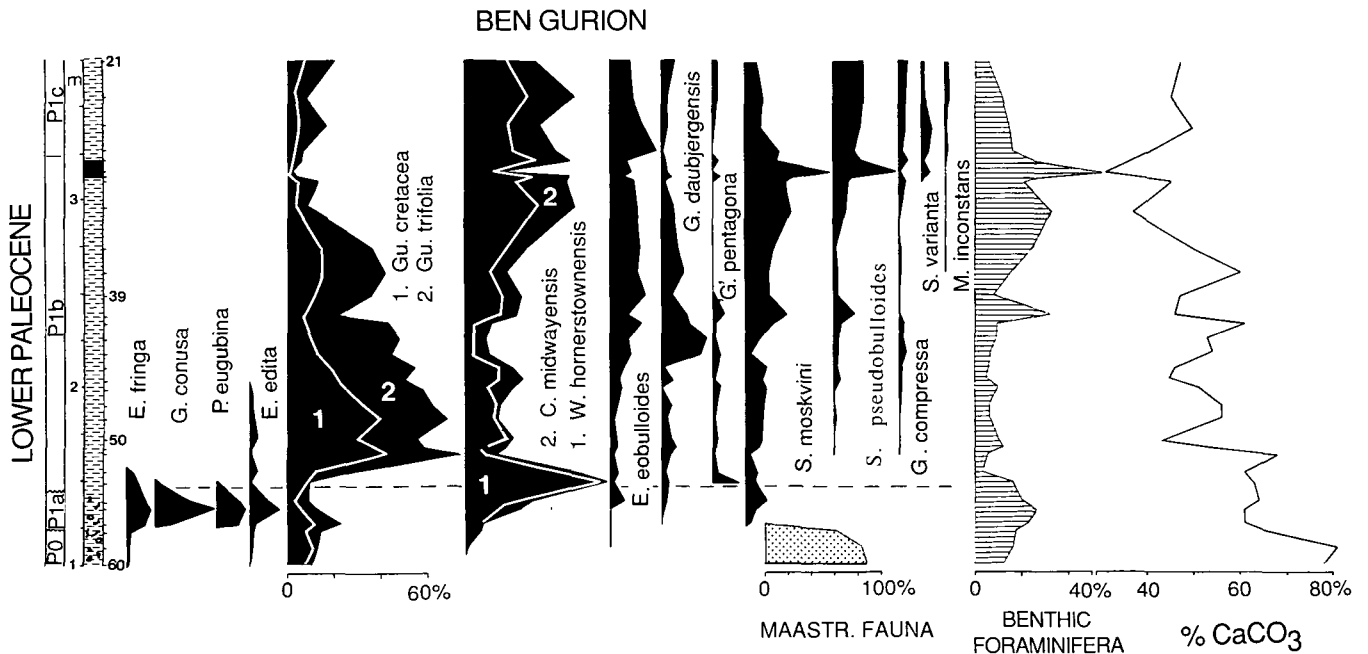 BEN GURION
LOWER PALEOCENE
P1c
P1b
P1a
P0
m
3
2
1
21
39
50
60
E. fringa
G. conusa
P. eugubina
E. edita
1. Gu. cretacea
2. Gu. trifolia
1
2
2. C. midwayensis
1. W. hornerstownensis
1
2
E. eobulloides
G. daubjergensis
G. pentagona
S. moskvini
S. pseudobulloides
G. compressa
S. varianta
M. inconstans
0 60%
0 100%
MAASTR. FAUNA
0 40%
BENTHIC
FORAMINIFERA
40 60 80%
% CaCO3